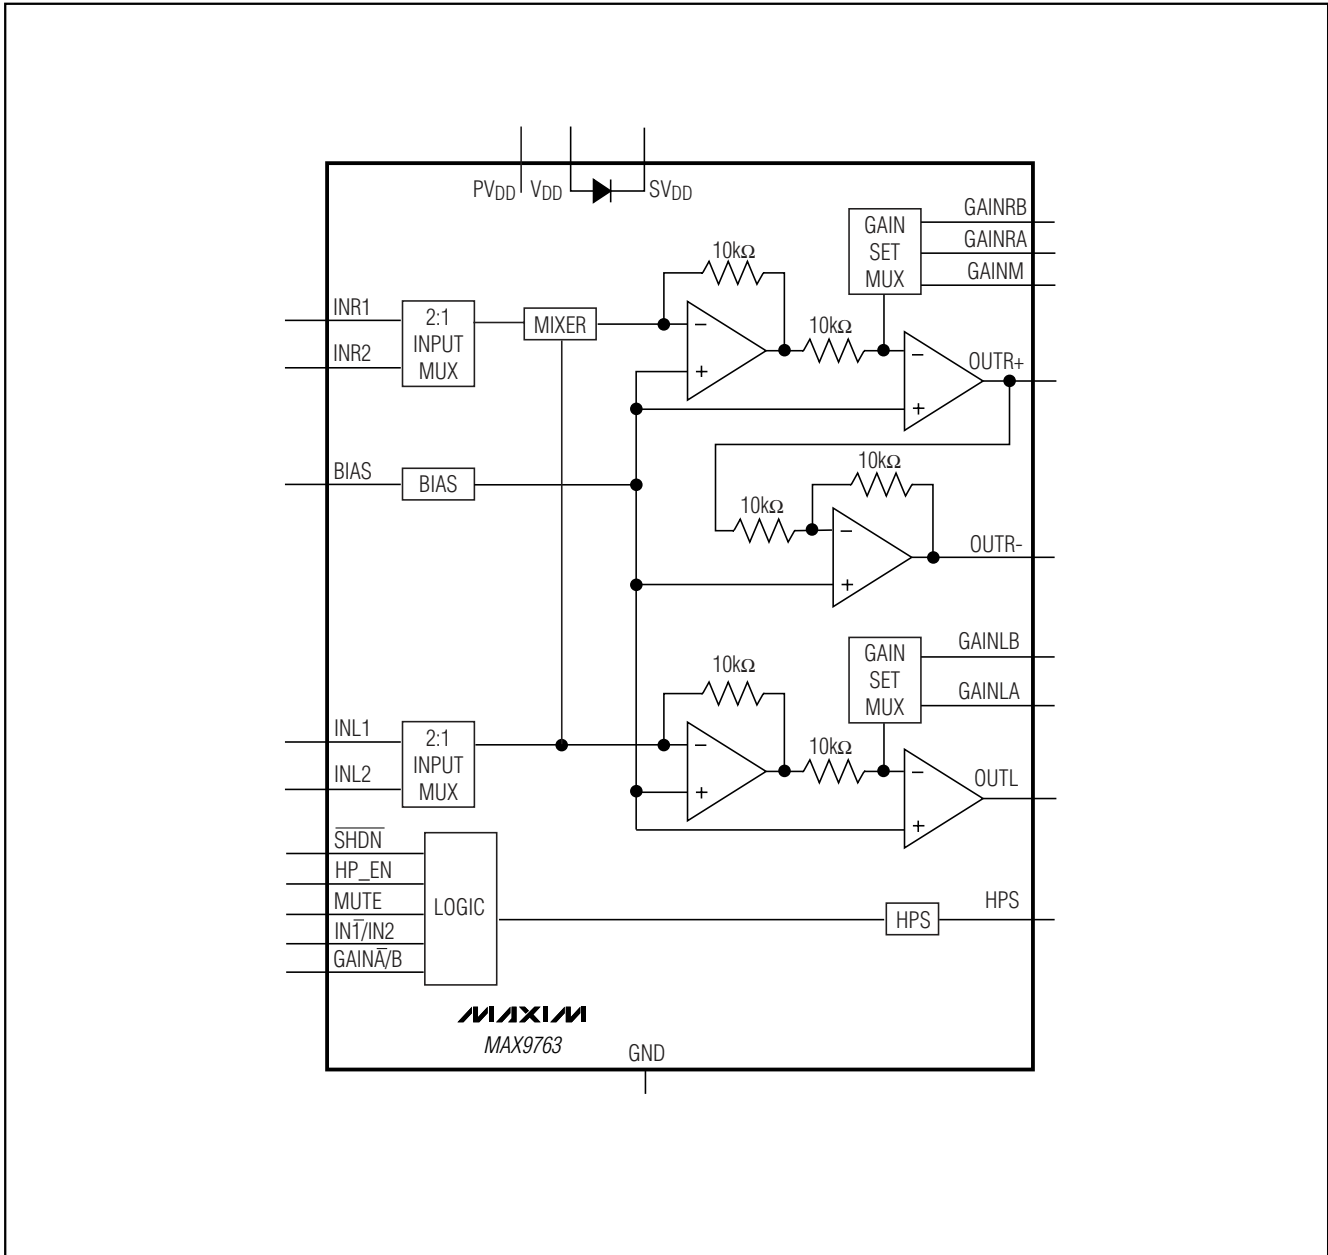 PVDD VDD SVDD
GAINRB
GAIN
SET
MUX
GAINRA
GAINM
10kΩ
INR1
2:1
INPUT
MUX
MIXER
INR2
−
+
10kΩ
−
+
OUTR+
BIAS
BIAS
10kΩ
10kΩ
−
+
OUTR-
GAINLB
GAIN
SET
MUX
GAINLA
10kΩ
INL1
2:1
INPUT
MUX
INL2
−
+
10kΩ
−
+
OUTL
S̅H̅D̅N̅
HP_EN
MUTE
IN1̅/IN2
GAINA̅/B
LOGIC
HPS
HPS
MAXIM
MAX9763
GND